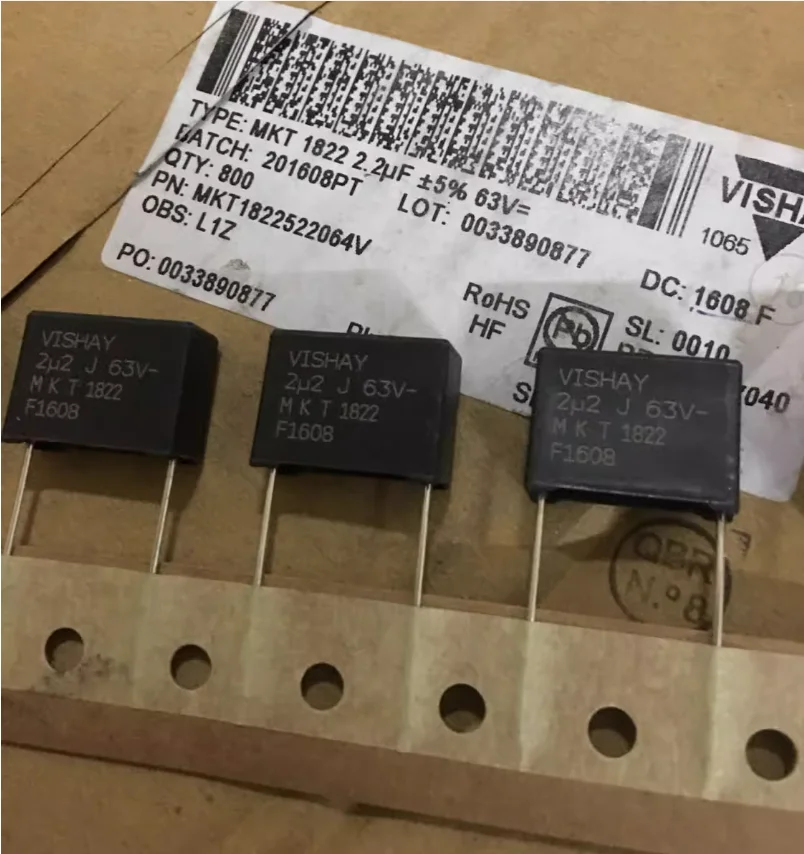 TYPE: MKT 1822 2.2µF ±5% 63V=
BATCH: 201608PT LOT: 0033890877
QTY: 800
PN: MKT1822522064V
OBS: L1Z
PO: 0033890877
1065
DC: 1608 F
RoHS
HF
Pb
SL: 0010
7040
VISHAY
2µ2 J 63V-
M K T 1822
F1608
VISHAY
2µ2 J 63V-
M K T 1822
F1608
VISHAY
2µ2 J 63V-
M K T 1822
F1608
QBR
N.º 8